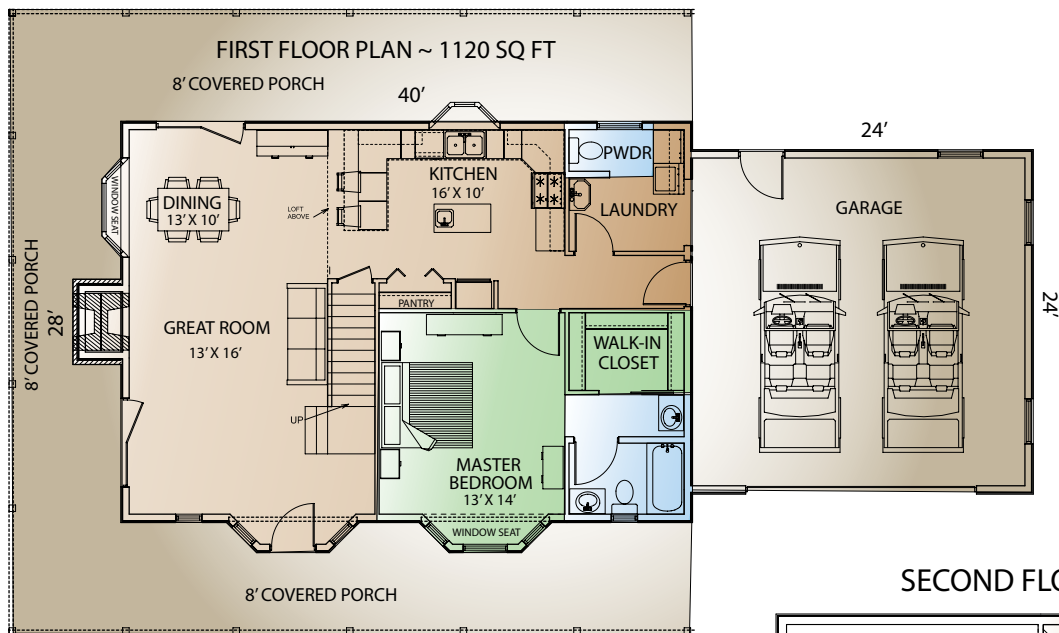 FIRST FLOOR PLAN ~ 1120 SQ FT
8' COVERED PORCH
40'
24'
PWDR
KITCHEN
16' X 10'
WINDOW SEAT
DINING
13' X 10'
LOFT
ABOVE
LAUNDRY
GARAGE
8' COVERED PORCH
28'
24'
PANTRY
GREAT ROOM
13' X 16'
WALK-IN
CLOSET
UP
MASTER
BEDROOM
13' X 14'
WINDOW SEAT
8' COVERED PORCH
SECOND FLO